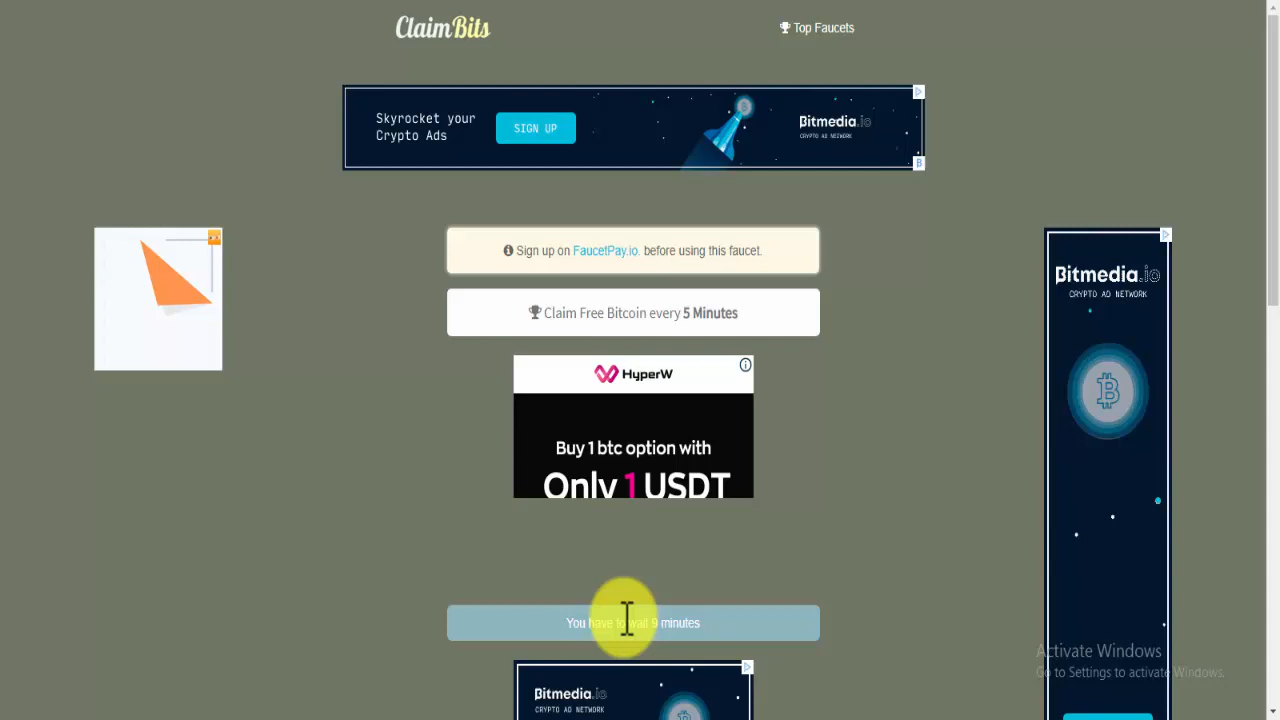 ClaimBits
Top Faucets
Skyrocket your
Crypto Ads
SIGN UP
Bitmedia.io
CRYPTO AD NETWORK
B
Sign up on FaucetPay.io. before using this faucet.
Claim Free Bitcoin every 5 Minutes
HyperW
Buy 1 btc option with
Only 1 USDT
Bitmedia.io
CRYPTO AD NETWORK
You have to wait 9 minutes
Activate Windows
Go to Settings to activate Windows.
Bitmedia.io
CRYPTO AD NETWORK